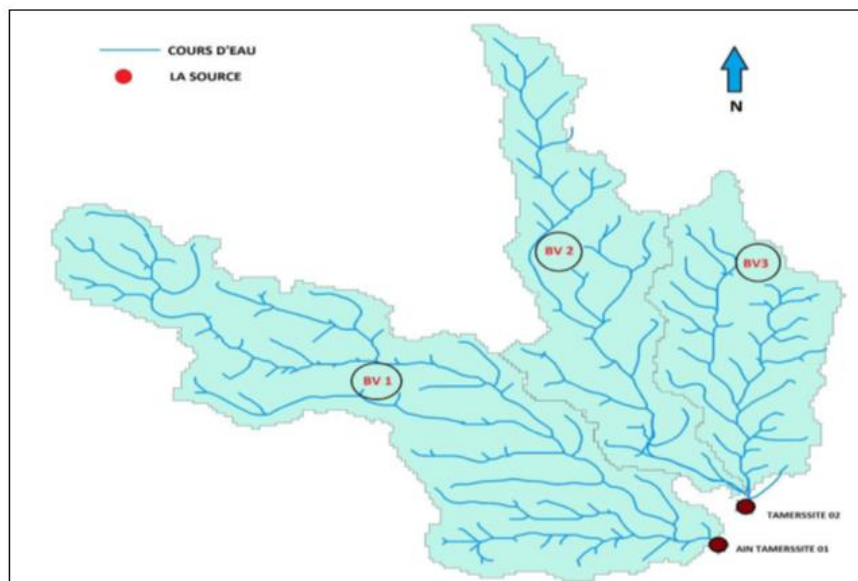 COURS D'EAU
LA SOURCE
N
BV 2
BV3
BV 1
TAMERSSITE 02
AIN TAMERSSITE 01